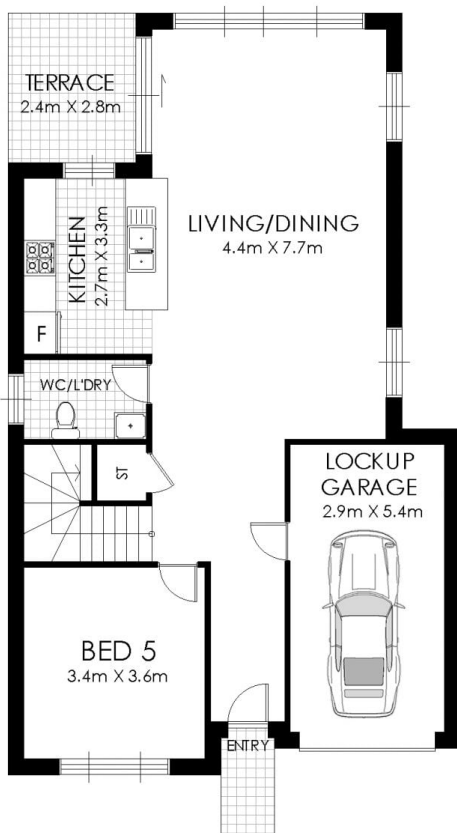 TERRACE
2.4m X 2.8m
LIVING/DINING
4.4m X 7.7m
KITCHEN
2.7m X 3.3m
F
WC/L'DRY
ST
LOCKUP
GARAGE
2.9m X 5.4m
BED 5
3.4m X 3.6m
ENTRY